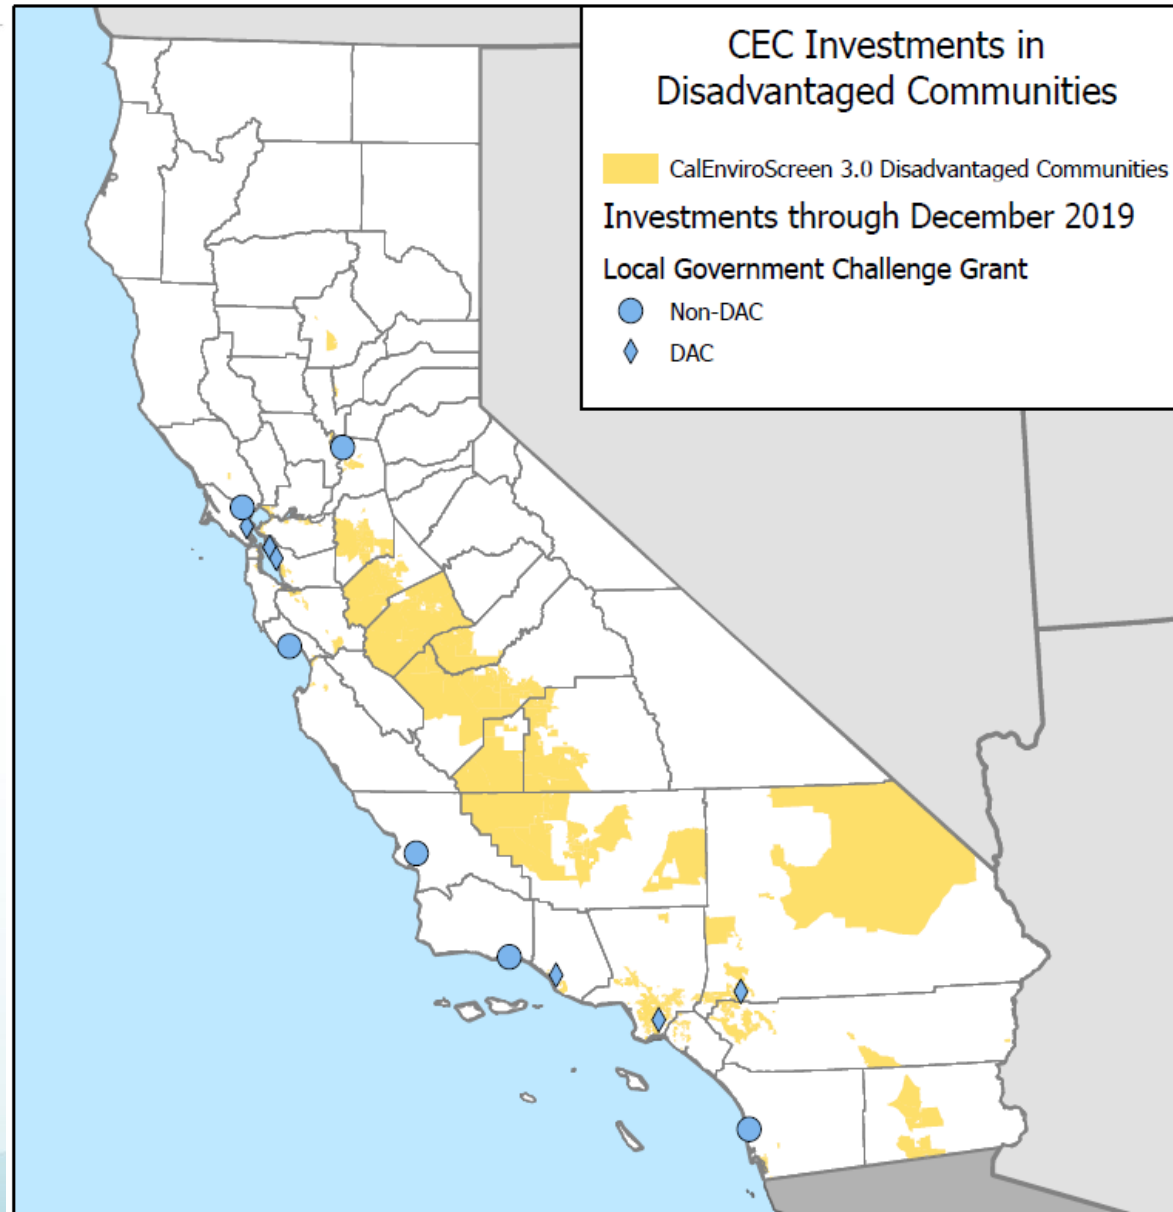 CEC Investments in
Disadvantaged Communities
CalEnviroScreen 3.0 Disadvantaged Communities
Investments through December 2019
Local Government Challenge Grant
Non-DAC
DAC